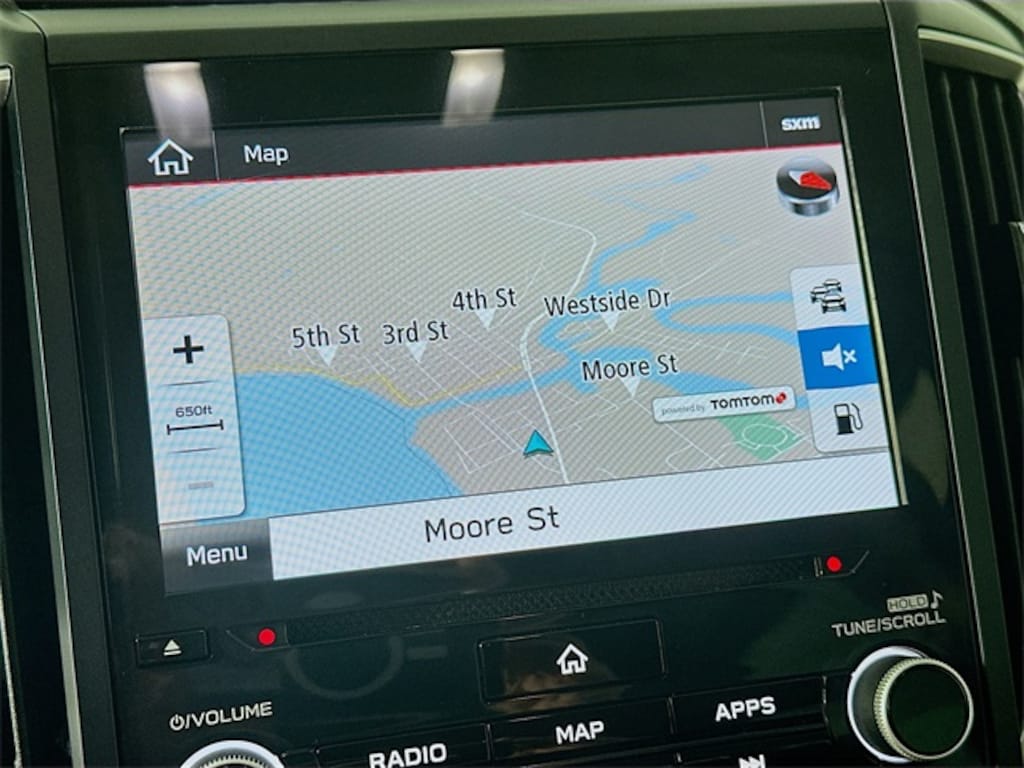 Map
sxm
4th St
Westside Dr
5th St
3rd St
Moore St
650ft
powered by TOMTOM
Moore St
Menu
HOLD
TUNE/SCROLL
/VOLUME
RADIO
MAP
APPS